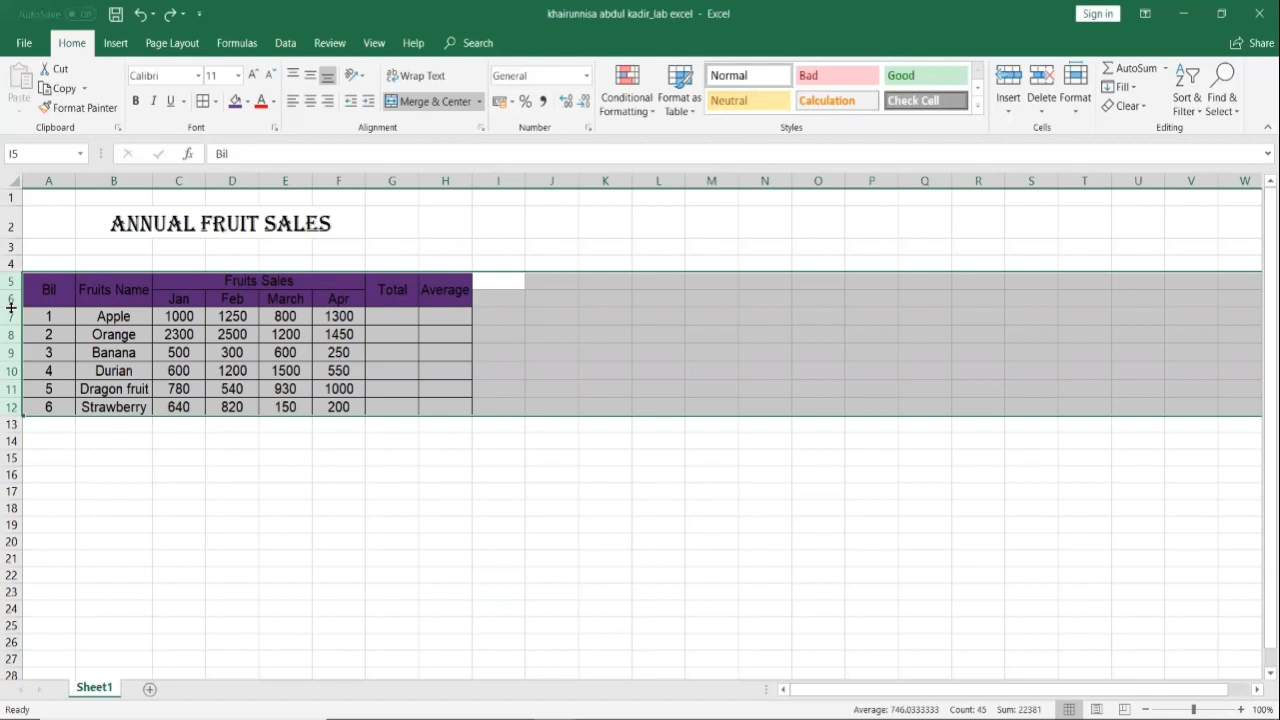 AutoSave Off khairunnisa abdul kadir_lab excel - Excel Sign in
File Home Insert Page Layout Formulas Data Review View Help Search Share
Paste Cut Copy Format Painter Clipboard
Calibri 11 B I U A Font
Wrap Text Merge & Center Alignment
General % , Number
Conditional Formatting Format as Table
Normal Bad Good
Neutral Calculation Check Cell
Styles
Insert Delete Format Cells
AutoSum Fill Clear Sort & Filter Find & Select Editing
I5 fx Bil
A B C D E F G H I J K L M N O P Q R S T U V W
1
2 ANNUAL FRUIT SALES
3
4
5 Bil Fruits Name Fruits Sales Total Average
6 Jan Feb March Apr
7 1 Apple 1000 1250 800 1300
8 2 Orange 2300 2500 1200 1450
9 3 Banana 500 300 600 250
10 4 Durian 600 1200 1500 550
11 5 Dragon fruit 780 540 930 1000
12 6 Strawberry 640 820 150 200
13
14
15
16
17
18
19
20
21
22
23
24
25
26
27
28
Sheet1
Ready Average: 746.0333333 Count: 45 Sum: 22381 100%